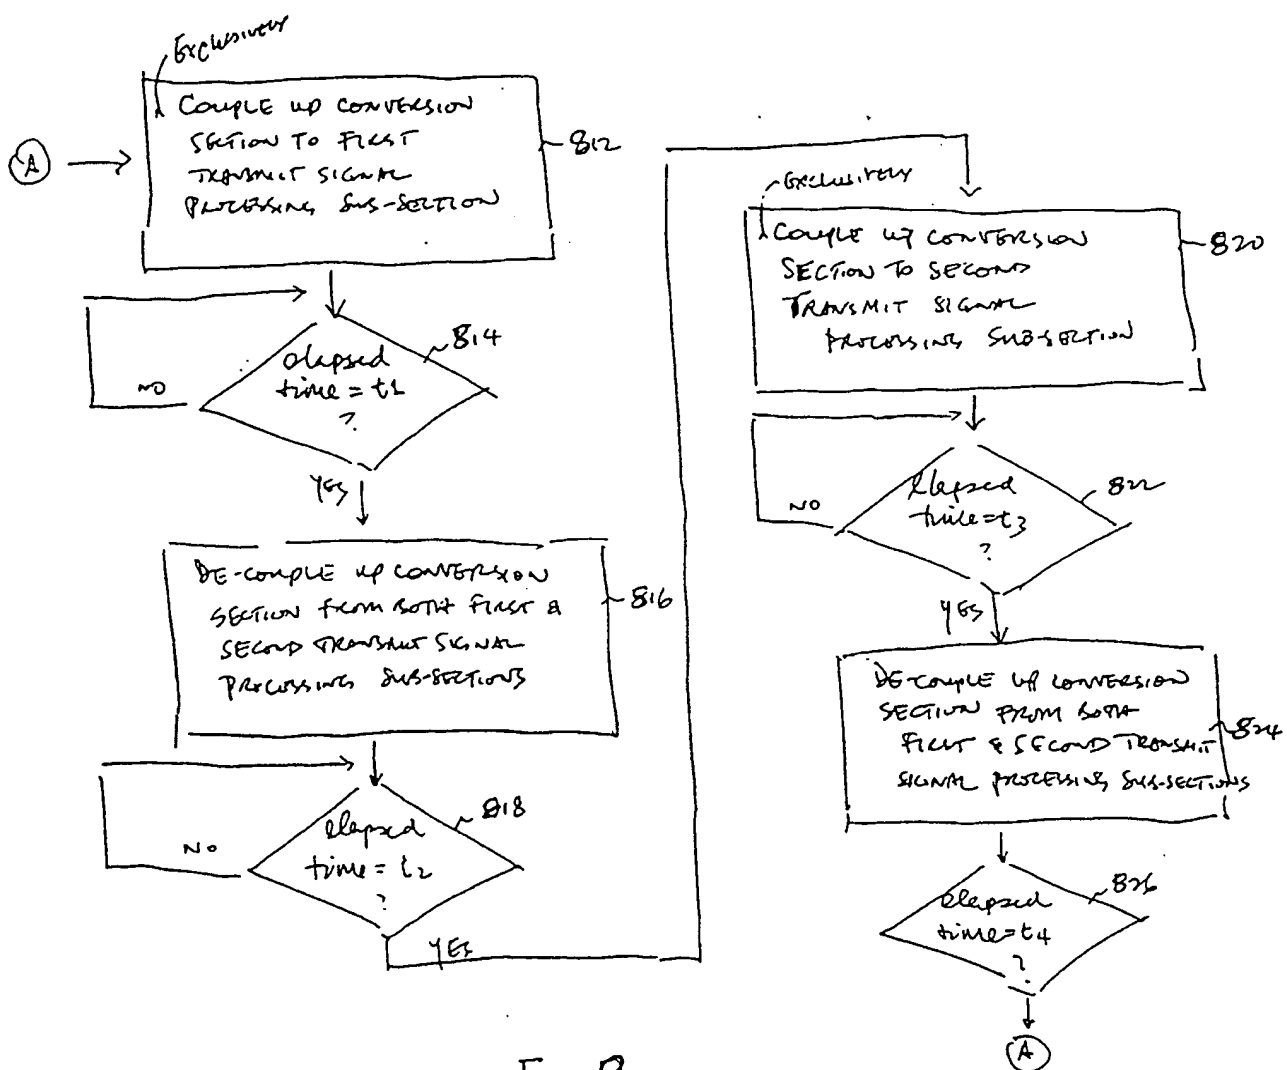 Exclusively
A
COUPLE UP CONVERSION
SECTION TO FIRST
TRANSMIT SIGNAL
PROCESSING SUB-SECTION
812
elapsed
time = t1
?
814
NO
YES
DE-COUPLE UP CONVERSION
SECTION FROM BOTH FIRST &
SECOND TRANSMIT SIGNAL
PROCESSING SUB-SECTIONS
816
elapsed
time = t2
?
818
NO
YES
EXCLUSIVELY
COUPLE UP CONVERSION
SECTION TO SECOND
TRANSMIT SIGNAL
PROCESSING SUB-SECTION
820
Elapsed
time=t3
?
822
NO
YES
DE-COUPLE UP CONVERSION
SECTION FROM BOTH
FIRST & SECOND TRANSMIT
SIGNAL PROCESSING SUB-SECTIONS
824
elapsed
time=t4
?
826
A